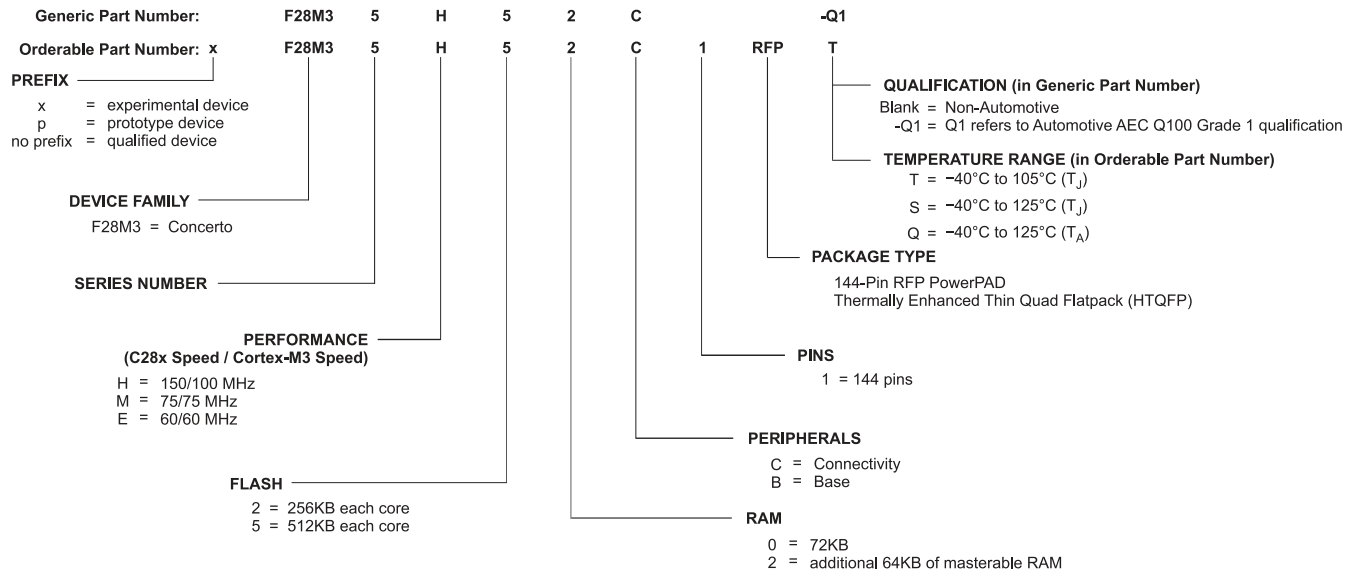 Generic Part Number: F28M3 5 H 5 2 C -Q1
Orderable Part Number: x F28M3 5 H 5 2 C 1 RFP T
PREFIX
x = experimental device
p = prototype device
no prefix = qualified device
QUALIFICATION (in Generic Part Number)
Blank = Non-Automotive
-Q1 = Q1 refers to Automotive AEC Q100 Grade 1 qualification
TEMPERATURE RANGE (in Orderable Part Number)
T = −40°C to 105°C (TJ)
S = −40°C to 125°C (TJ)
Q = −40°C to 125°C (TA)
DEVICE FAMILY
F28M3 = Concerto
PACKAGE TYPE
144-Pin RFP PowerPAD
Thermally Enhanced Thin Quad Flatpack (HTQFP)
SERIES NUMBER
PERFORMANCE
(C28x Speed / Cortex-M3 Speed)
H = 150/100 MHz
M = 75/75 MHz
E = 60/60 MHz
PINS
1 = 144 pins
PERIPHERALS
C = Connectivity
B = Base
FLASH
2 = 256KB each core
5 = 512KB each core
RAM
0 = 72KB
2 = additional 64KB of masterable RAM